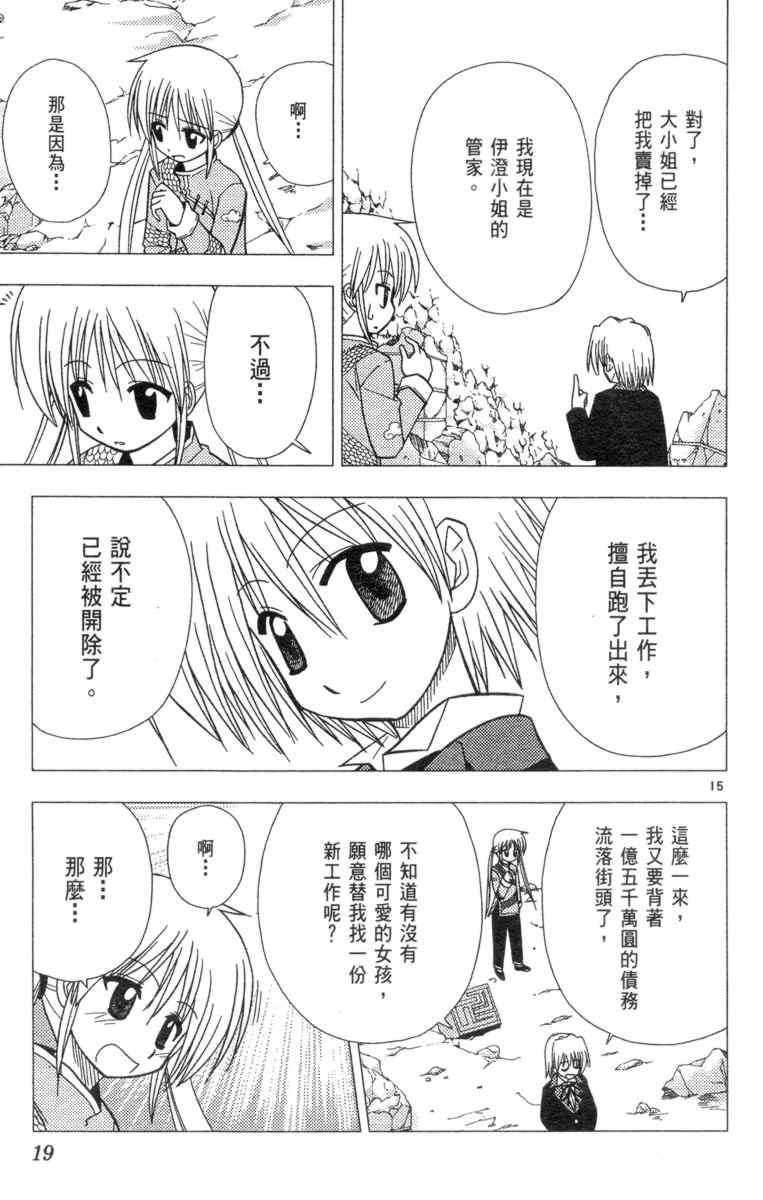 對了，
大小姐已經
把我賣掉了…
我現在是
伊澄小姐的
管家。
啊…
那是因為…
不過…
我丟下工作，
擅自跑了出來，
說不定
已經被開除了。
15
這麼一來，
我又要背著
一億五千萬圓的債務
流落街頭了，
不知道有沒有
哪個可愛的女孩，
願意替我找一份
新工作呢？
啊…
那…
那麼…
19